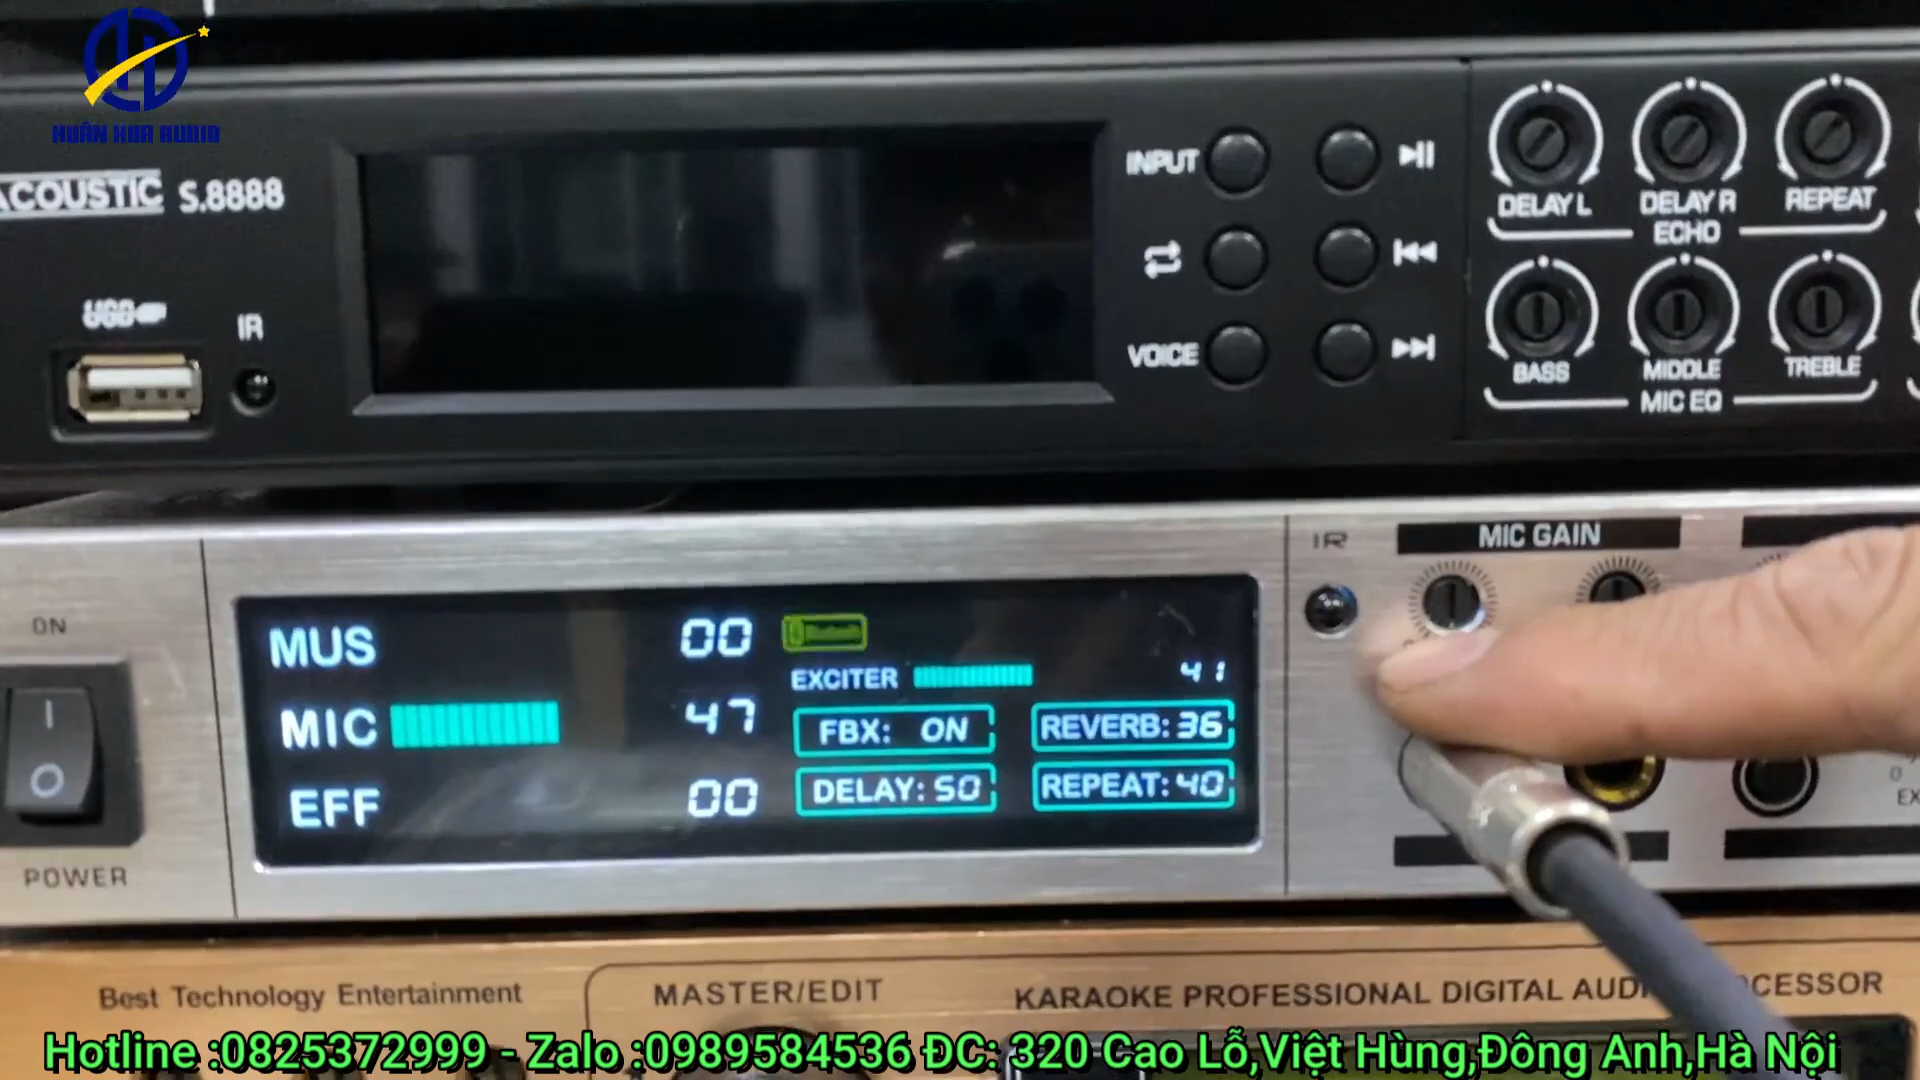 HUÂN HOA AUDIO
ACOUSTIC S.8888
INPUT
DELAY L
DELAY R
REPEAT
ECHO
IR
VOICE
BASS
MIDDLE
TREBLE
MIC EQ
ON
POWER
IR
MIC GAIN
MUS 00
EXCITER 41
MIC 47
FBX: ON
REVERB: 36
EFF 00
DELAY: 50
REPEAT: 40
0
EX
Best Technology Entertainment
MASTER/EDIT
KARAOKE PROFESSIONAL DIGITAL
Hotline :0825372999 - Zalo :0989584536 ĐC: 320 Cao Lỗ,Việt Hùng,Đông Anh,Hà Nội